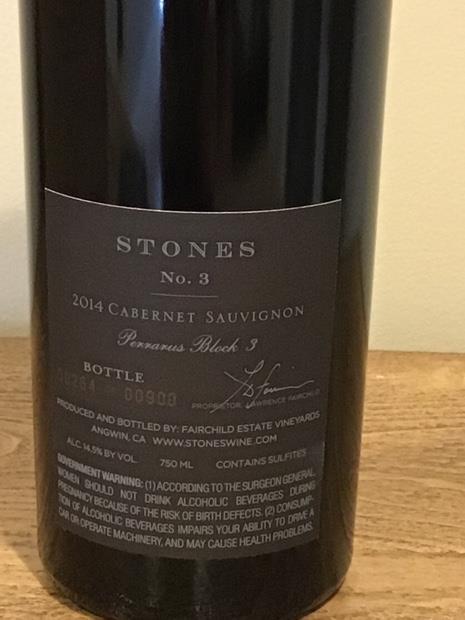 STONES
No. 3
2014 CABERNET SAUVIGNON
Perrarus Block 3
BOTTLE
00284 OF 00900
PROPRIETOR, LAWRENCE FAIRCHILD
PRODUCED AND BOTTLED BY: FAIRCHILD ESTATE VINEYARDS
ANGWIN, CA WWW.STONESWINE.COM
ALC. 14.5% BY VOL. 750 ML CONTAINS SULFITES
GOVERNMENT WARNING: (1) ACCORDING TO THE SURGEON GENERAL,
WOMEN SHOULD NOT DRINK ALCOHOLIC BEVERAGES DURING
PREGNANCY BECAUSE OF THE RISK OF BIRTH DEFECTS. (2) CONSUMP-
TION OF ALCOHOLIC BEVERAGES IMPAIRS YOUR ABILITY TO DRIVE A
CAR OR OPERATE MACHINERY, AND MAY CAUSE HEALTH PROBLEMS.